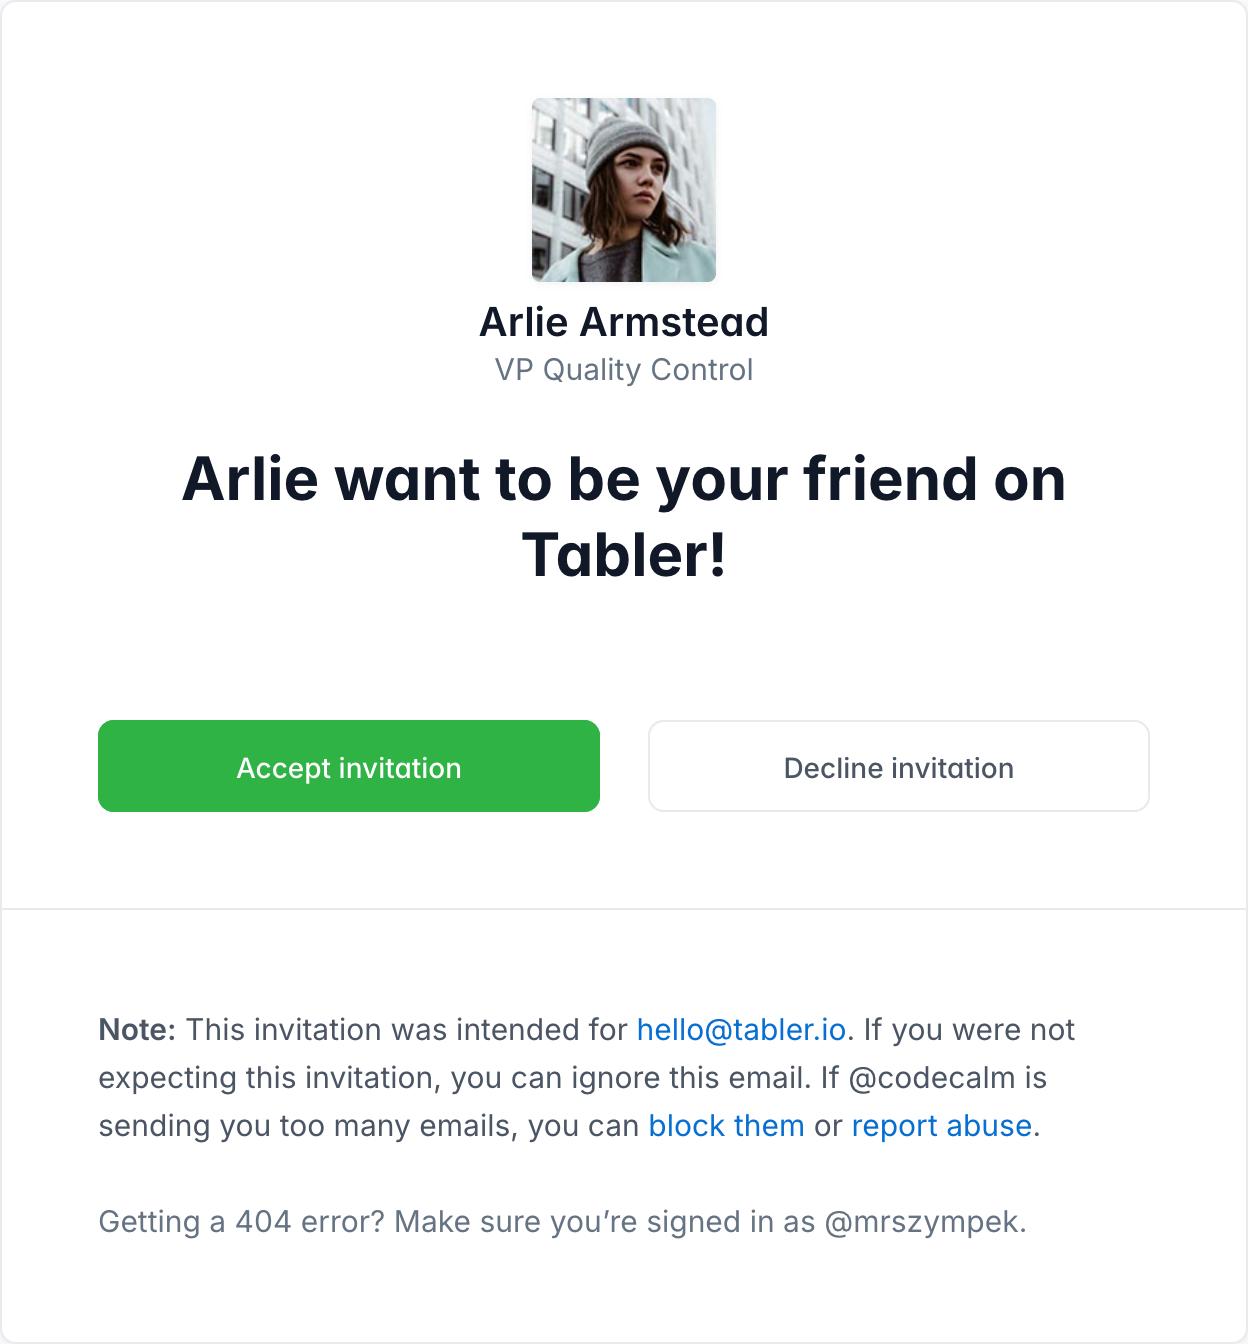 Arlie Armstead
VP Quality Control
Arlie want to be your friend on
Tabler!
Accept invitation
Decline invitation
Note: This invitation was intended for hello@tabler.io. If you were not
expecting this invitation, you can ignore this email. If @codecalm is
sending you too many emails, you can block them or report abuse.
Getting a 404 error? Make sure you’re signed in as @mrszympek.